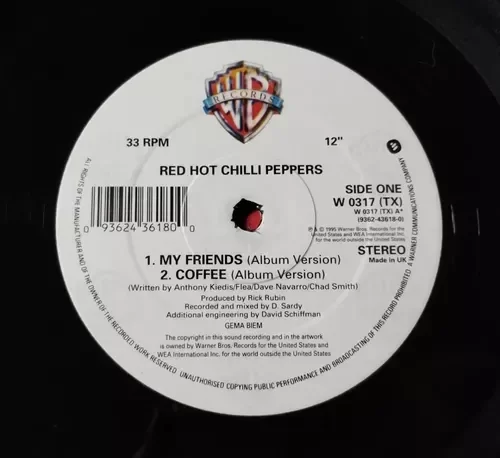 WB
RECORDS
33 RPM
12"
RED HOT CHILLI PEPPERS
SIDE ONE
W 0317 (TX)
W 0317 (TX) A*
(9362-43618-0)
℗ © 1995 Warner Bros. Records for the
United States and WEA International Inc.
for the world outside the United States
STEREO
Made in UK
0 93624 36180 0
1. MY FRIENDS (Album Version)
2. COFFEE (Album Version)
(Written by Anthony Kiedis/Flea/Dave Navarro/Chad Smith)
Produced by Rick Rubin
Recorded and mixed by D. Sardy
Additional engineering by David Schiffman
GEMA BIEM
The copyright in this sound recording and in the artwork
is owned by Warner Bros. Records for the United States and
WEA International Inc. for the world outside the United States
ALL RIGHTS OF THE MANUFACTURER AND OF THE OWNER OF THE RECORDED WORK RESERVED. UNAUTHORISED COPYING PUBLIC PERFORMANCE AND BROADCASTING OF THIS RECORD PROHIBITED. A WARNER COMMUNICATIONS COMPANY